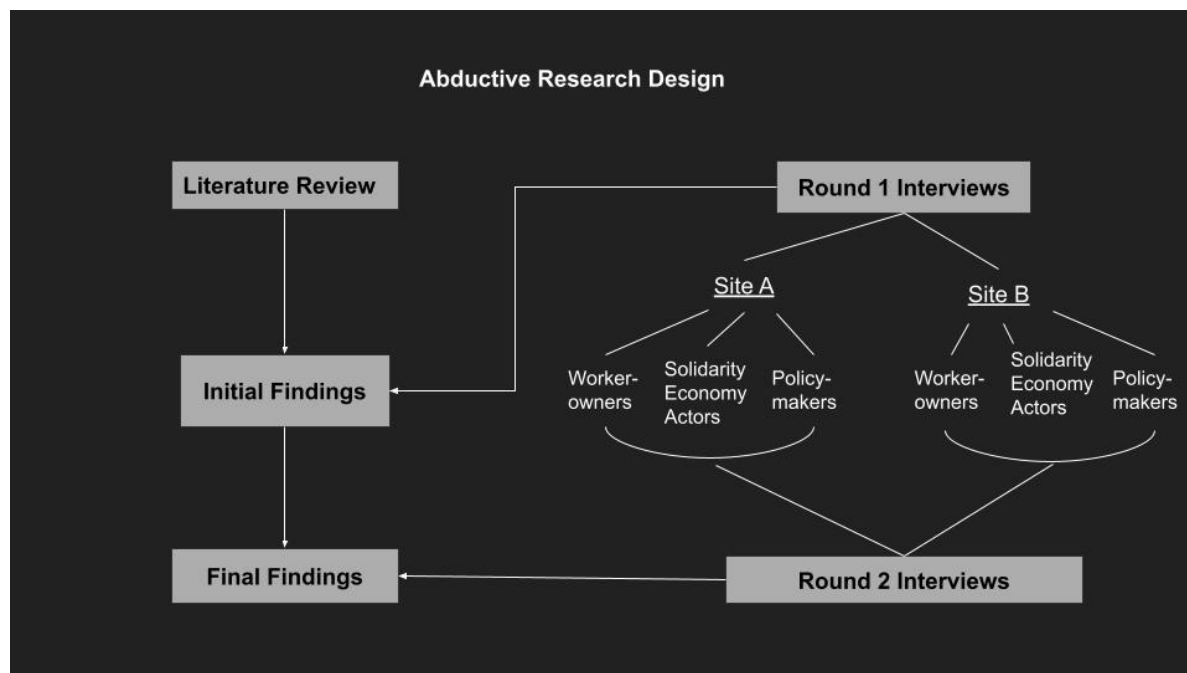 Abductive Research Design
Literature Review
Round 1 Interviews
Site A
Site B
Worker-
owners
Solidarity
Economy
Actors
Policy-
makers
Worker-
owners
Solidarity
Economy
Actors
Policy-
makers
Initial Findings
Final Findings
Round 2 Interviews